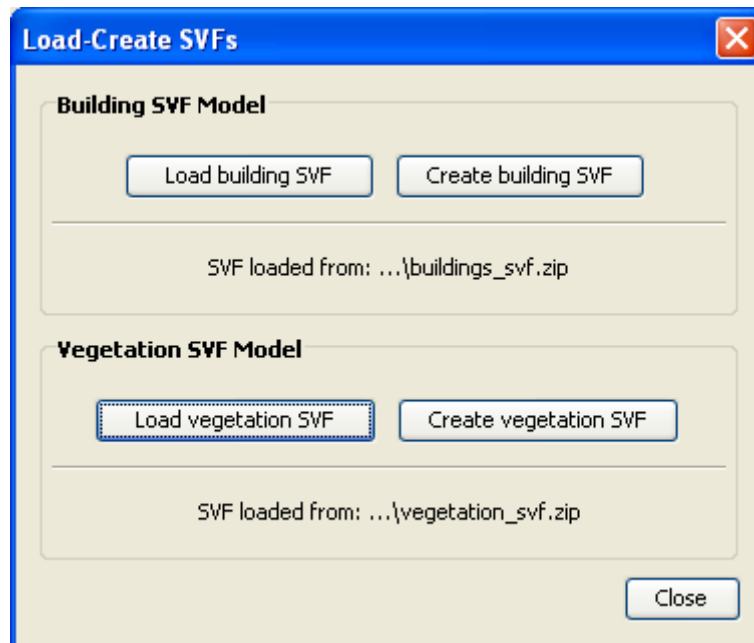 Load-Create SVFs
Building SVF Model
Load building SVF Create building SVF
SVF loaded from: ...\buildings_svf.zip
Vegetation SVF Model
Load vegetation SVF Create vegetation SVF
SVF loaded from: ...\vegetation_svf.zip
Close